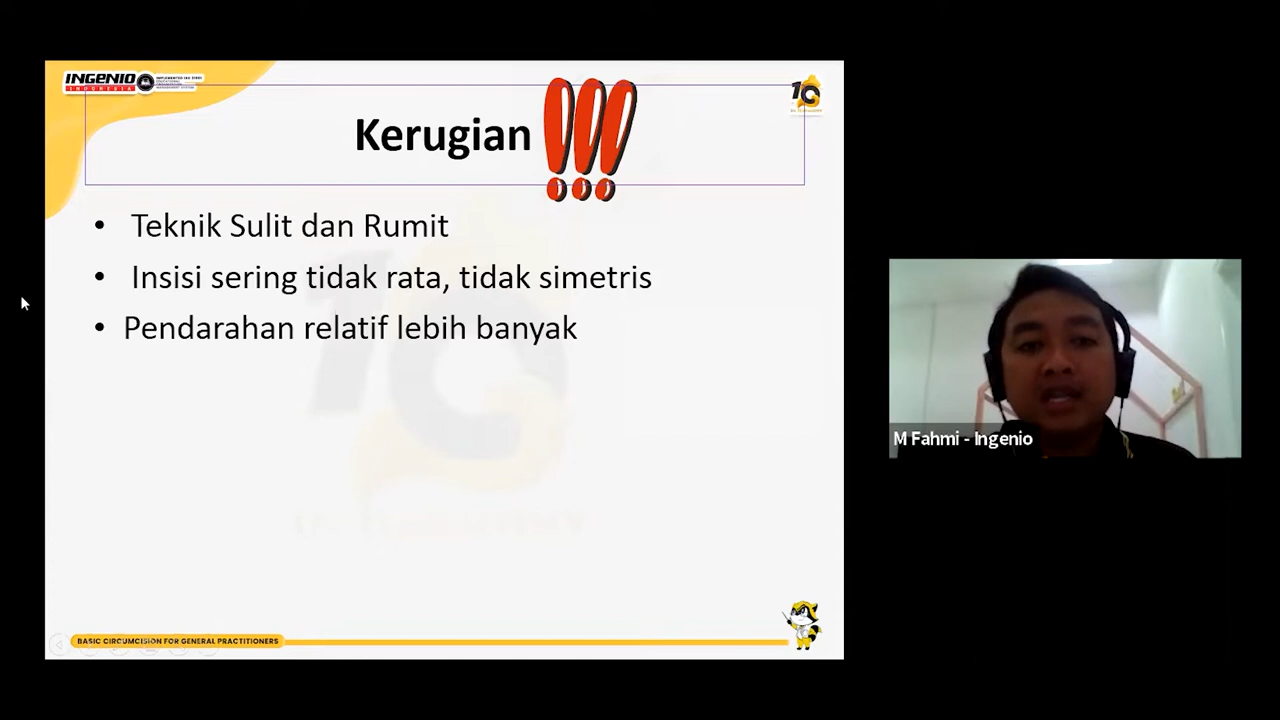 INGENIO
INDONESIA
Kerugian
• Teknik Sulit dan Rumit
• Insisi sering tidak rata, tidak simetris
• Pendarahan relatif lebih banyak
BASIC CIRCUMCISION FOR GENERAL PRACTITIONERS
M Fahmi - Ingenio